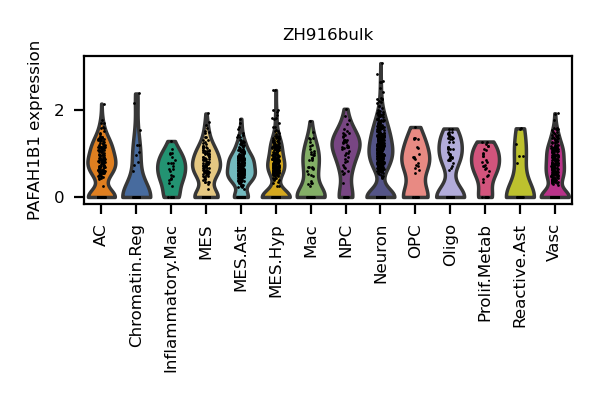 ZH916bulk
PAFAH1B1 expression
2
0
AC
Chromatin.Reg
Inflammatory.Mac
MES
MES.Ast
MES.Hyp
Mac
NPC
Neuron
OPC
Oligo
Prolif.Metab
Reactive.Ast
Vasc